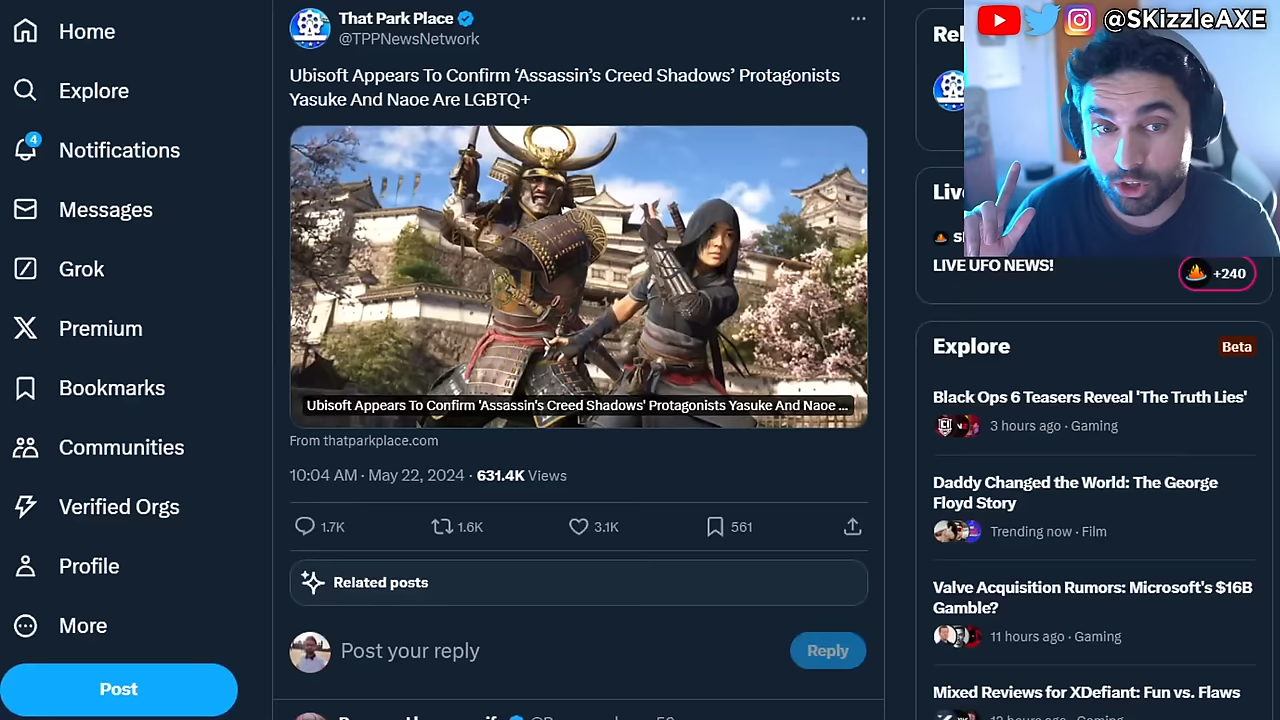 Home
Explore
4
Notifications
Messages
Grok
Premium
Bookmarks
Communities
Verified Orgs
Profile
More
Post
That Park Place
@TPPNewsNetwork
Ubisoft Appears To Confirm ‘Assassin’s Creed Shadows’ Protagonists
Yasuke And Naoe Are LGBTQ+
Ubisoft Appears To Confirm 'Assassin's Creed Shadows' Protagonists Yasuke And Naoe ...
From thatparkplace.com
10:04 AM · May 22, 2024 · 631.4K Views
1.7K
1.6K
3.1K
561
Related posts
Post your reply
Reply
@SKizzleAXE
LIVE UFO NEWS!
+240
Explore
Beta
Black Ops 6 Teasers Reveal 'The Truth Lies'
3 hours ago · Gaming
Daddy Changed the World: The George
Floyd Story
Trending now · Film
Valve Acquisition Rumors: Microsoft's $16B
Gamble?
11 hours ago · Gaming
Mixed Reviews for XDefiant: Fun vs. Flaws